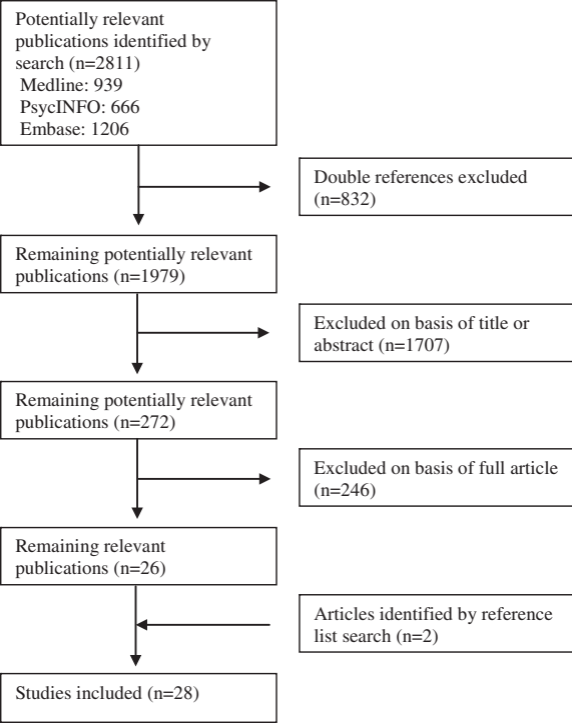 Potentially relevant
publications identified by
search (n=2811)
Medline: 939
PsycINFO: 666
Embase: 1206
Double references excluded
(n=832)
Remaining potentially relevant
publications (n=1979)
Excluded on basis of title or
abstract (n=1707)
Remaining potentially relevant
publications (n=272)
Excluded on basis of full article
(n=246)
Remaining relevant
publications (n=26)
Articles identified by reference
list search (n=2)
Studies included (n=28)